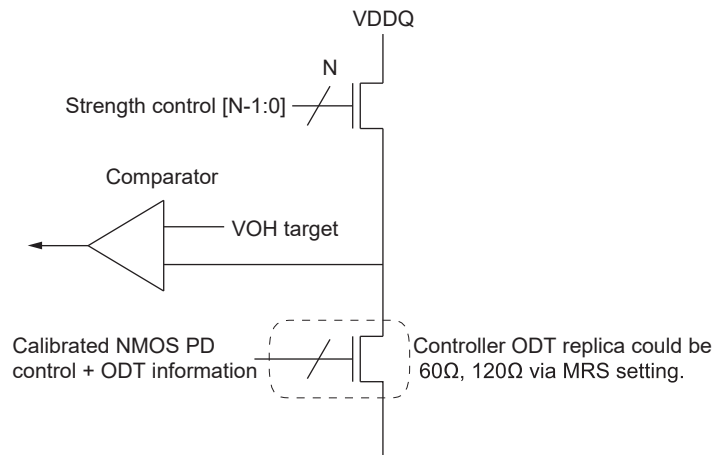 VDDQ
N
Strength control [N-1:0]
Comparator
VOH target
Calibrated NMOS PD
control + ODT information
Controller ODT replica could be
60Ω, 120Ω via MRS setting.